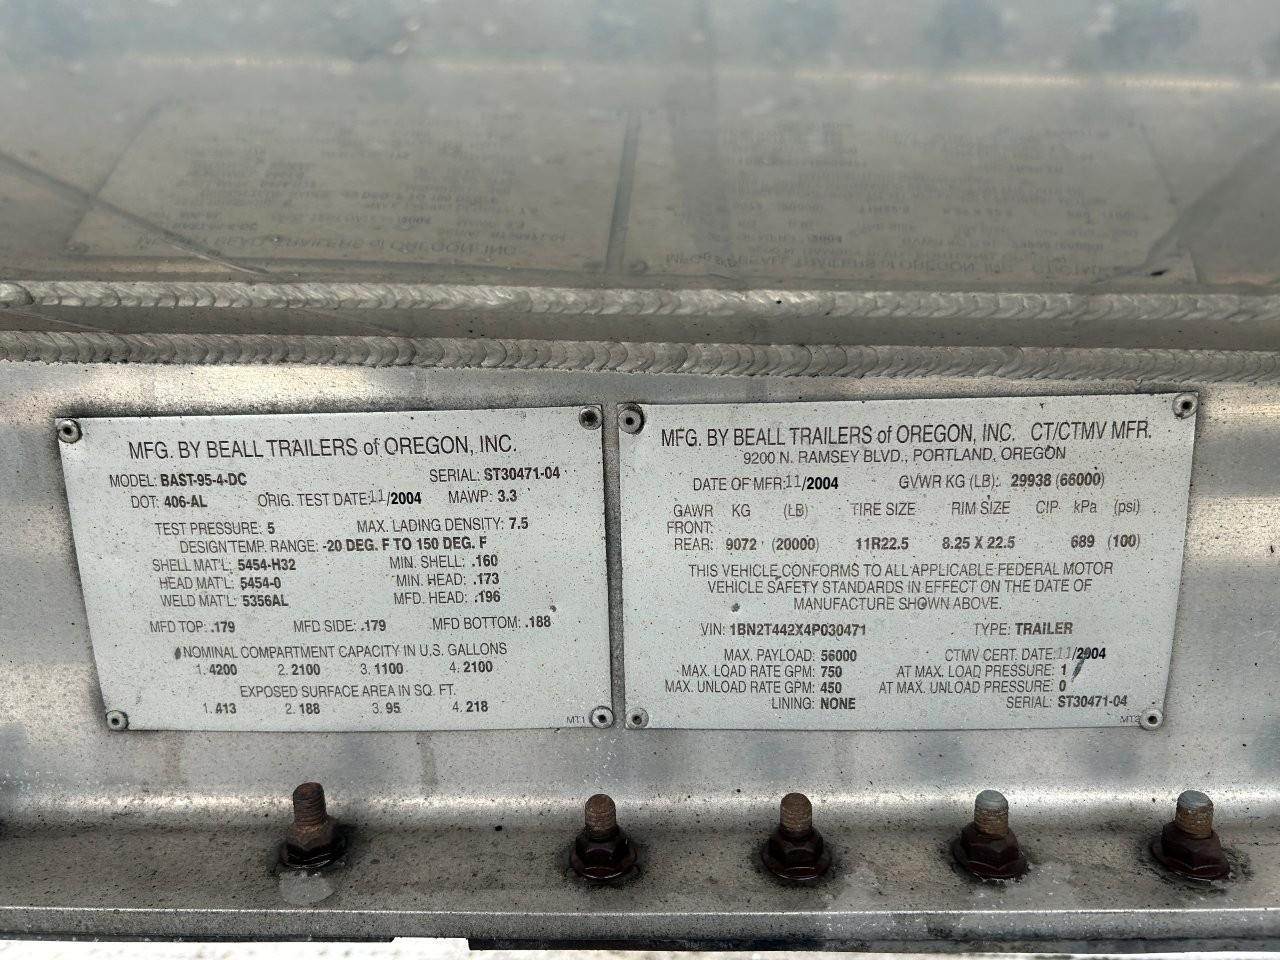 MFG. BY BEALL TRAILERS of OREGON, INC.
MODEL: BAST-95-4-DC SERIAL: ST30471-04
DOT: 406-AL ORIG. TEST DATE: 11/2004 MAWP: 3.3
TEST PRESSURE: 5 MAX. LADING DENSITY: 7.5
DESIGN TEMP. RANGE: -20 DEG. F TO 150 DEG. F
SHELL MAT'L: 5454-H32 MIN. SHELL: .160
HEAD MAT'L: 5454-0 MIN. HEAD: .173
WELD MAT'L: 5356AL MFD. HEAD: .196
MFD TOP: .179 MFD SIDE: .179 MFD BOTTOM: .188
NOMINAL COMPARTMENT CAPACITY IN U.S. GALLONS
1. 4200 2. 2100 3. 1100 4. 2100
EXPOSED SURFACE AREA IN SQ. FT.
1. 413 2. 188 3. 95 4. 218
MT.1
MFG. BY BEALL TRAILERS of OREGON, INC. CT/CTMV MFR.
9200 N. RAMSEY BLVD., PORTLAND, OREGON
DATE OF MFR: 11/2004 GVWR KG (LB): 29938 (66000)
GAWR KG (LB) TIRE SIZE RIM SIZE CIP kPa (psi)
FRONT:
REAR: 9072 (20000) 11R22.5 8.25 X 22.5 689 (100)
THIS VEHICLE CONFORMS TO ALL APPLICABLE FEDERAL MOTOR
VEHICLE SAFETY STANDARDS IN EFFECT ON THE DATE OF
MANUFACTURE SHOWN ABOVE.
VIN: 1BN2T442X4P030471 TYPE: TRAILER
MAX. PAYLOAD: 56000 CTMV CERT. DATE: 11/2004
MAX. LOAD RATE GPM: 750 AT MAX. LOAD PRESSURE: 1
MAX. UNLOAD RATE GPM: 450 AT MAX. UNLOAD PRESSURE: 0
LINING: NONE SERIAL: ST30471-04
MT.2